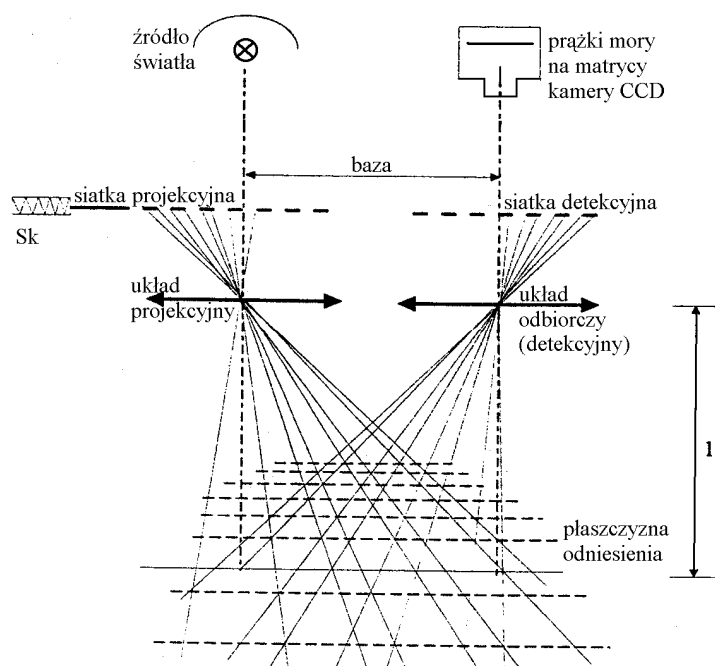 źródło
światła
prążki mory
na matrycy
kamery CCD
baza
siatka projekcyjna
siatka detekcyjna
Sk
układ
projekcyjny
układ
odbiorczy
(detekcyjny)
l
płaszczyzna
odniesienia